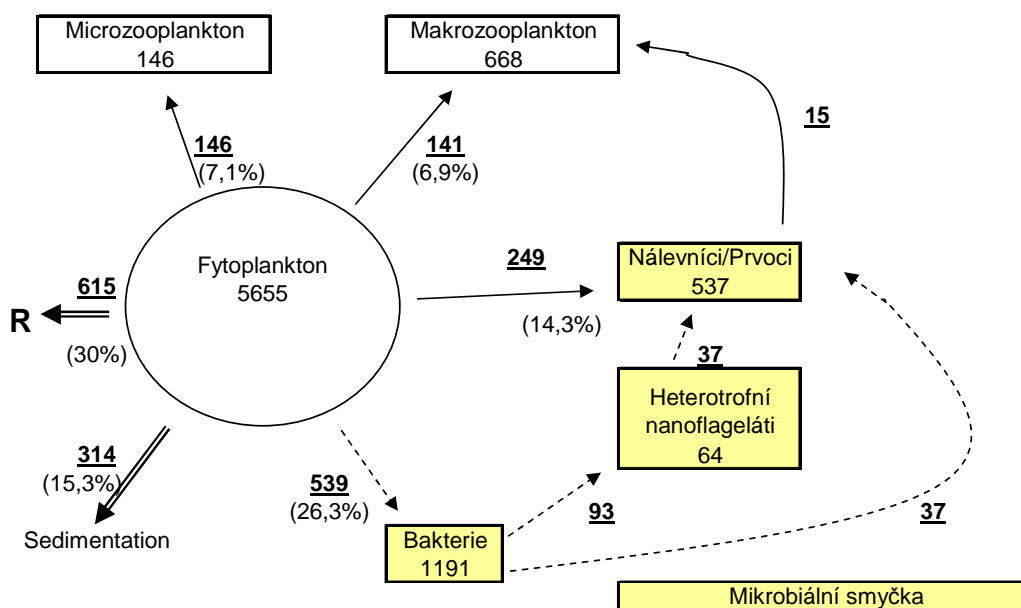 Microzooplankton
146
Makrozooplankton
668
15
146
(7,1%)
141
(6,9%)
Fytoplankton
5655
249
(14,3%)
Nálevníci/Prvoci
537
615
R
(30%)
37
Heterotrofní
nanoflageláti
64
314
(15,3%)
Sedimentation
539
(26,3%)
93
37
Bakterie
1191
Mikrobiální smyčka